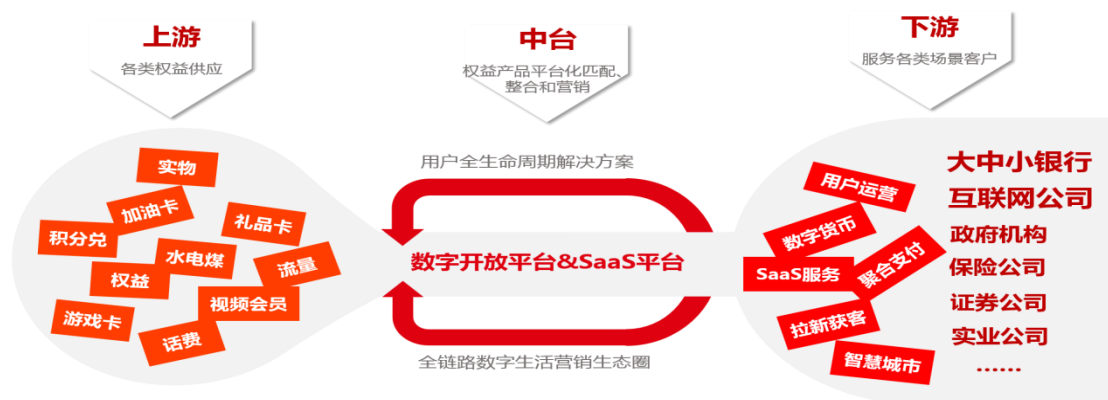 上游
各类权益供应
中台
权益产品平台化匹配、
整合和营销
下游
服务各类场景客户
实物
加油卡
礼品卡
积分兑
水电煤
流量
权益
视频会员
游戏卡
话费
用户全生命周期解决方案
数字开放平台&SaaS平台
全链路数字生活营销生态圈
用户运营
数字货币
SaaS服务
聚合支付
拉新获客
智慧城市
大中小银行
互联网公司
政府机构
保险公司
证券公司
实业公司
······